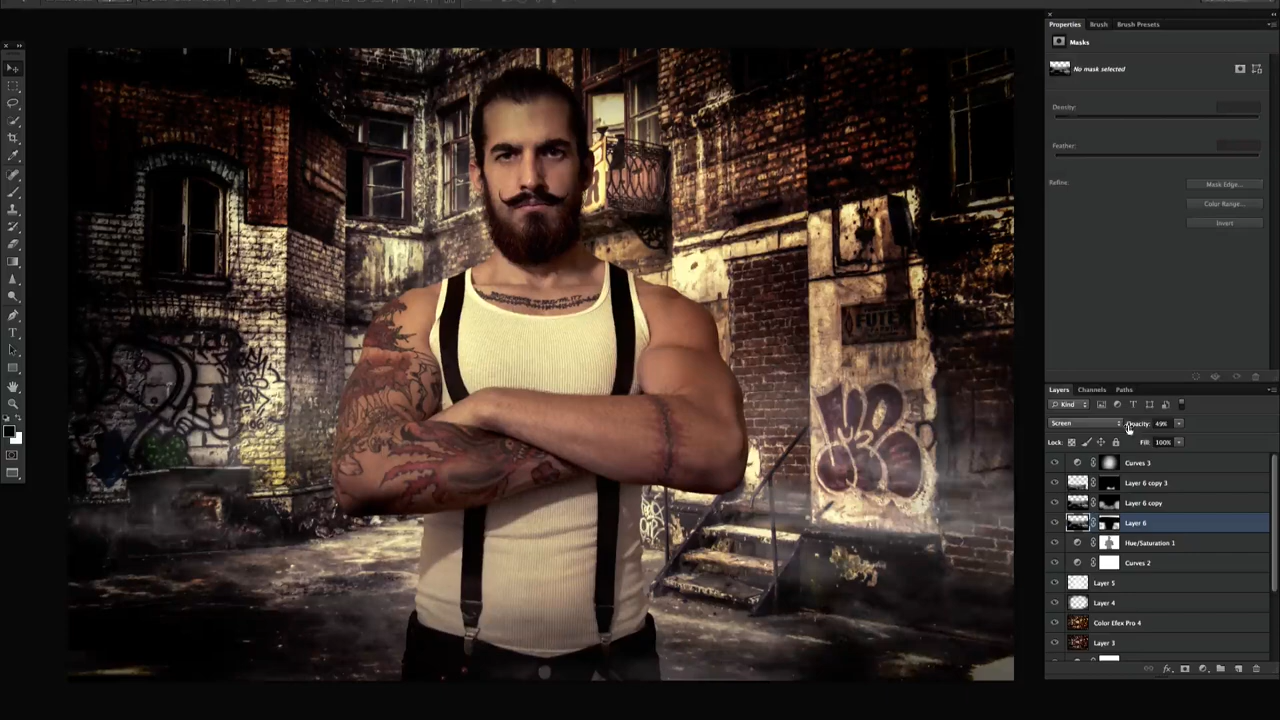 Properties Brush Brush Presets
Masks
No mask selected
Density:
Feather:
Refine:
Mask Edge...
Color Range...
Invert
Layers Channels Paths
Kind
Screen Opacity: 49%
Lock: Fill: 100%
Curves 3
Layer 6 copy 3
Layer 6 copy
Layer 6
Hue/Saturation 1
Curves 2
Layer 5
Layer 4
Color Efex Pro 4
Layer 3
FUTE